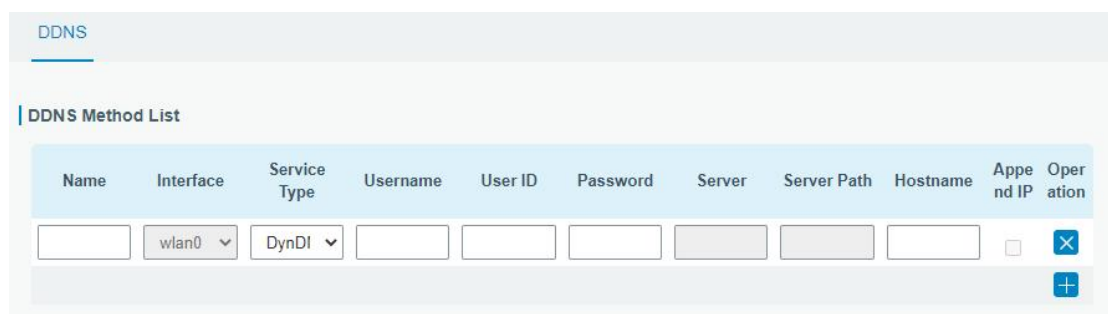 DDNS
DDNS Method List
Name Interface Service Type Username User ID Password Server Server Path Hostname Appe nd IP Oper ation
wlan0 DynDI